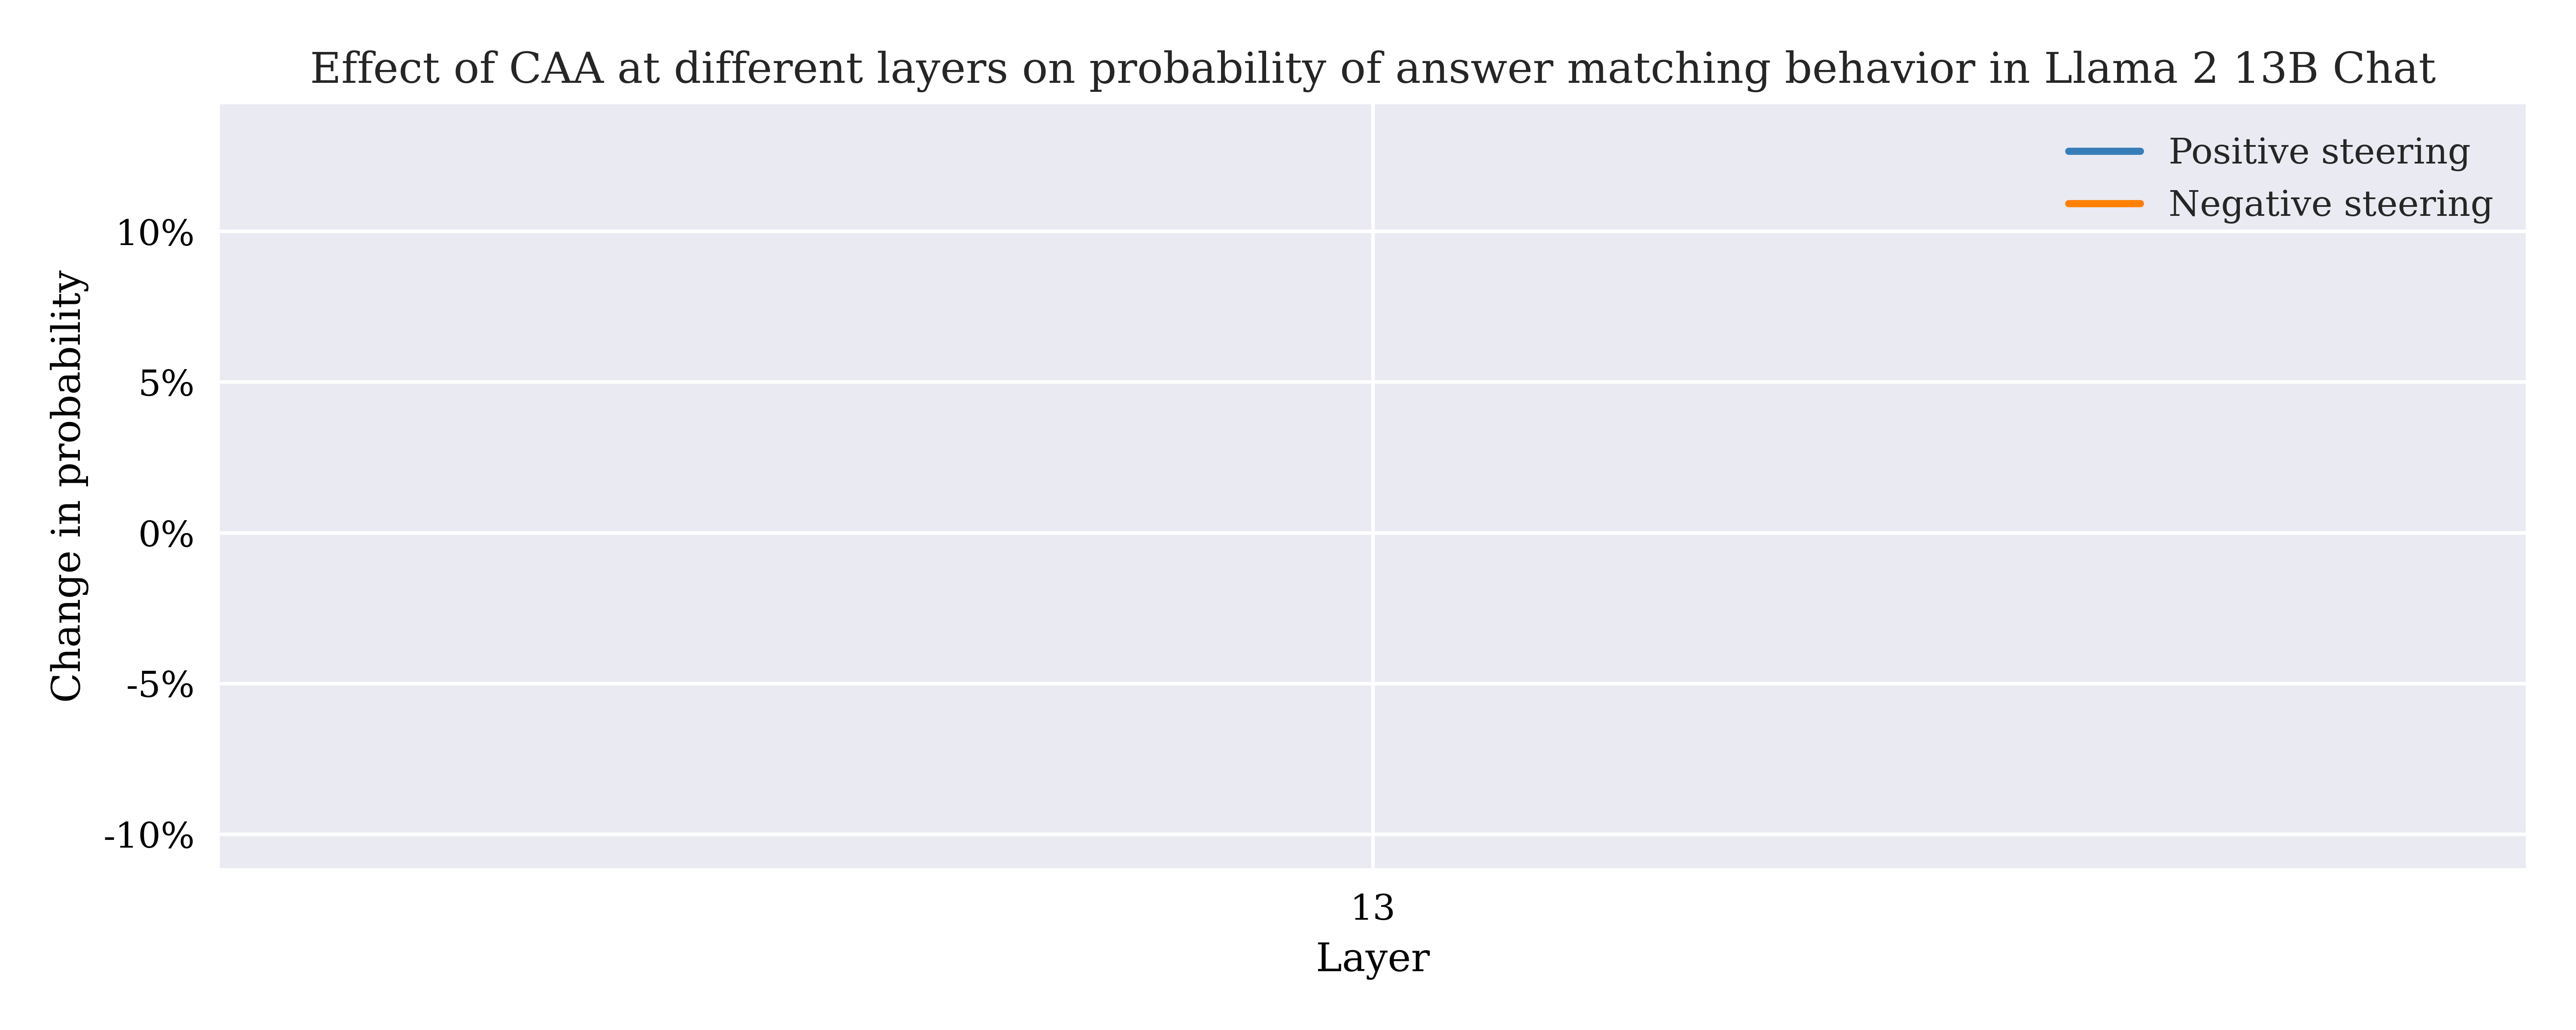 Effect of CAA at different layers on probability of answer matching behavior in Llama 2 13B Chat
Positive steering
Negative steering
Change in probability
10%
5%
0%
-5%
-10%
13
Layer